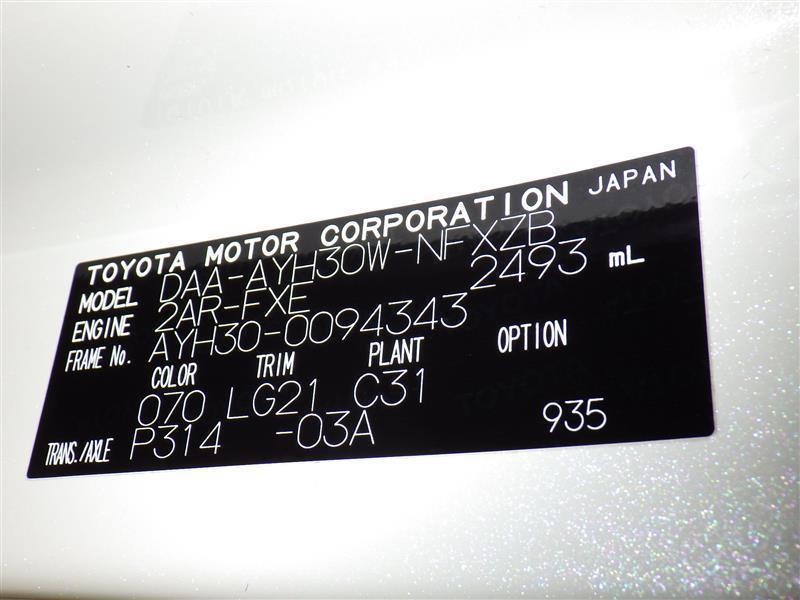 TOYOTA MOTOR CORPORATION JAPAN
MODEL DAA-AYH30W-NFXZB
ENGINE 2AR-FXE 2493 mL
FRAME No. AYH30-0094343
COLOR TRIM PLANT OPTION
070 LG21 C31
TRANS./AXLE P314 -03A 935